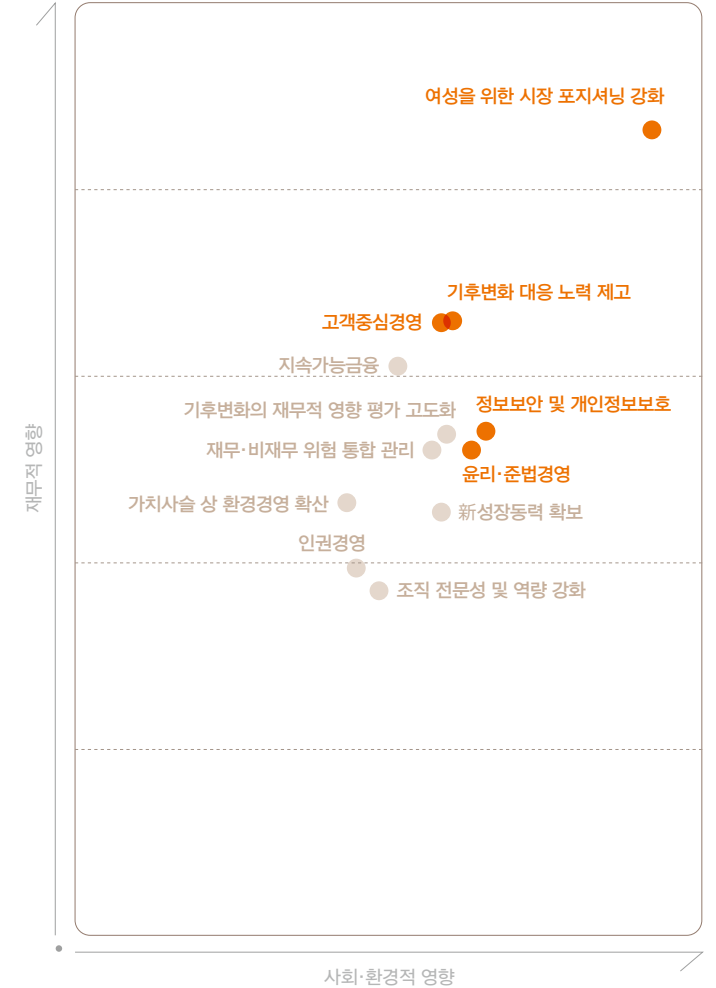 여성을 위한 시장 포지셔닝 강화
기후변화 대응 노력 제고
고객중심경영
지속가능금융
기후변화의 재무적 영향 평가 고도화
정보보안 및 개인정보보호
재무·비재무 위험 통합 관리
윤리·준법경영
가치사슬 상 환경경영 확산
新성장동력 확보
인권경영
조직 전문성 및 역량 강화
재무적 영향
사회·환경적 영향